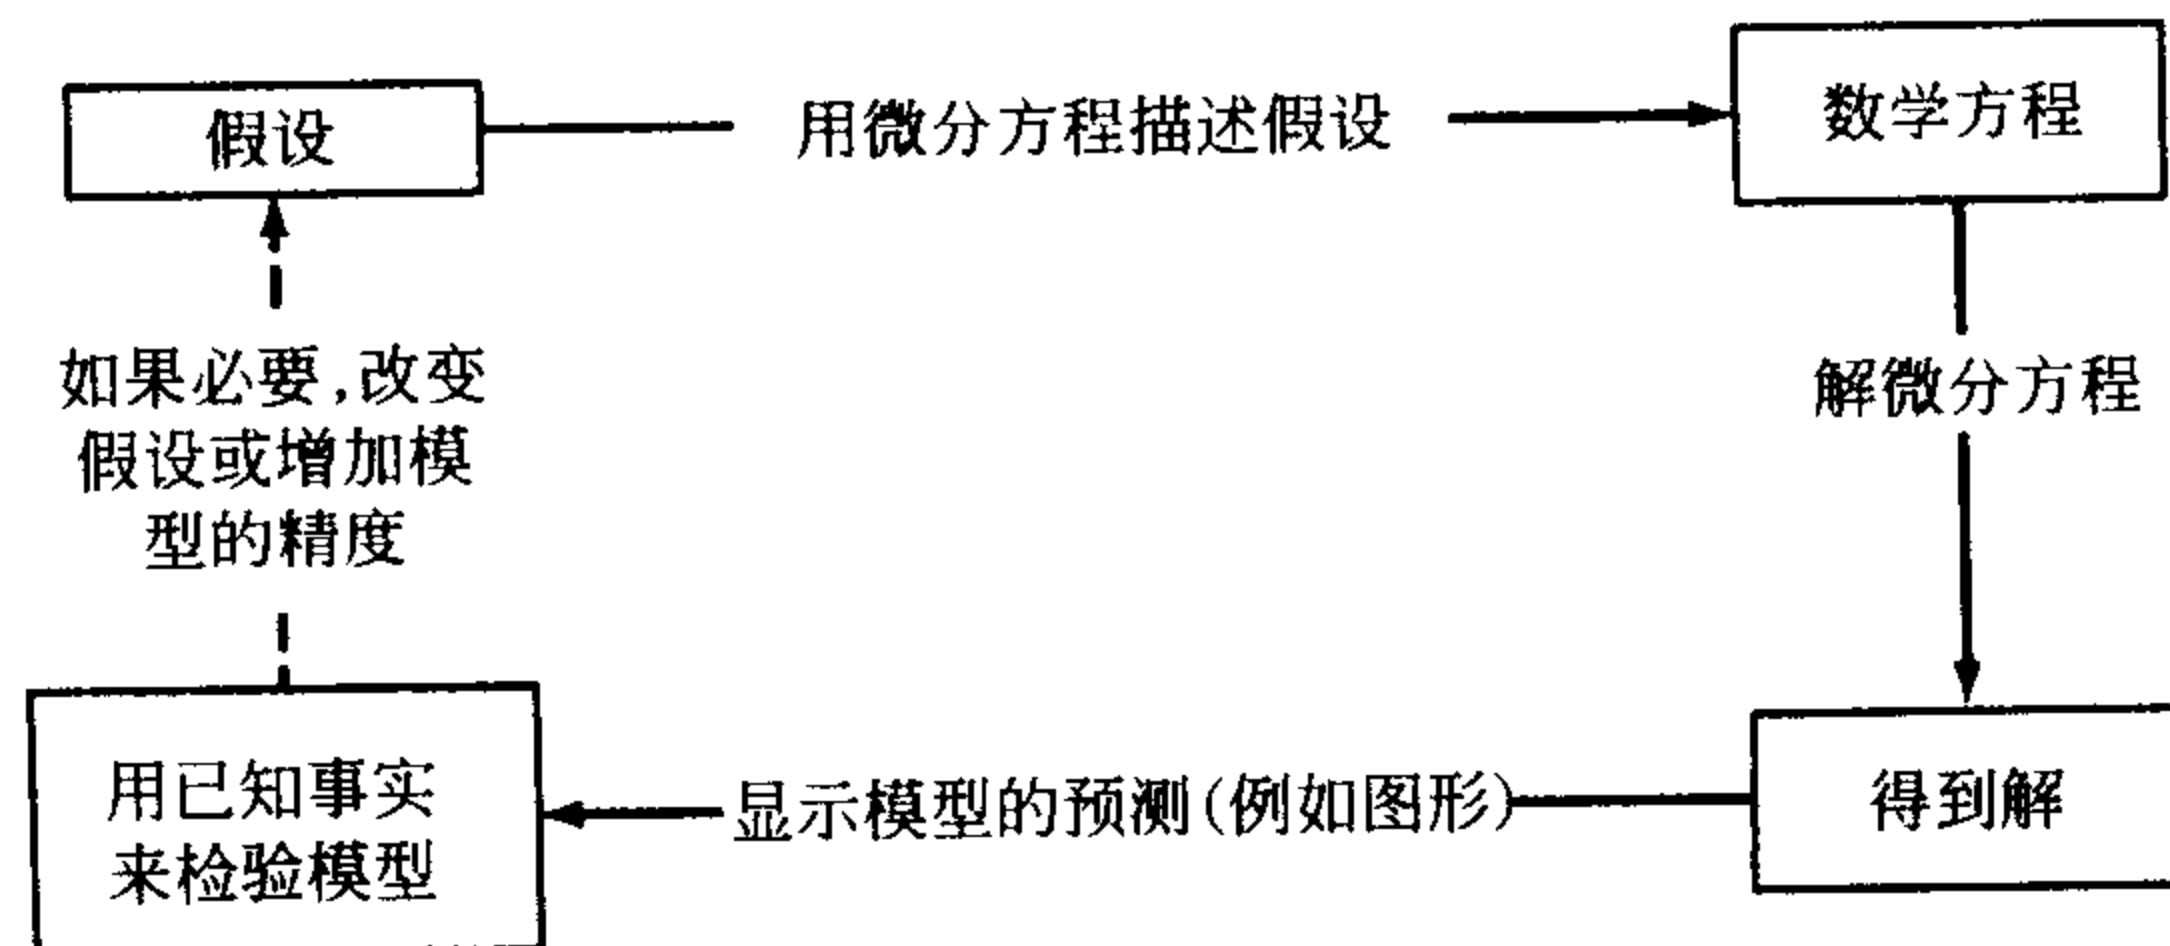 假设
用微分方程描述假设
数学方程
如果必要,改变
假设或增加模
型的精度
解微分方程
用已知事实
来检验模型
显示模型的预测(例如图形)
得到解